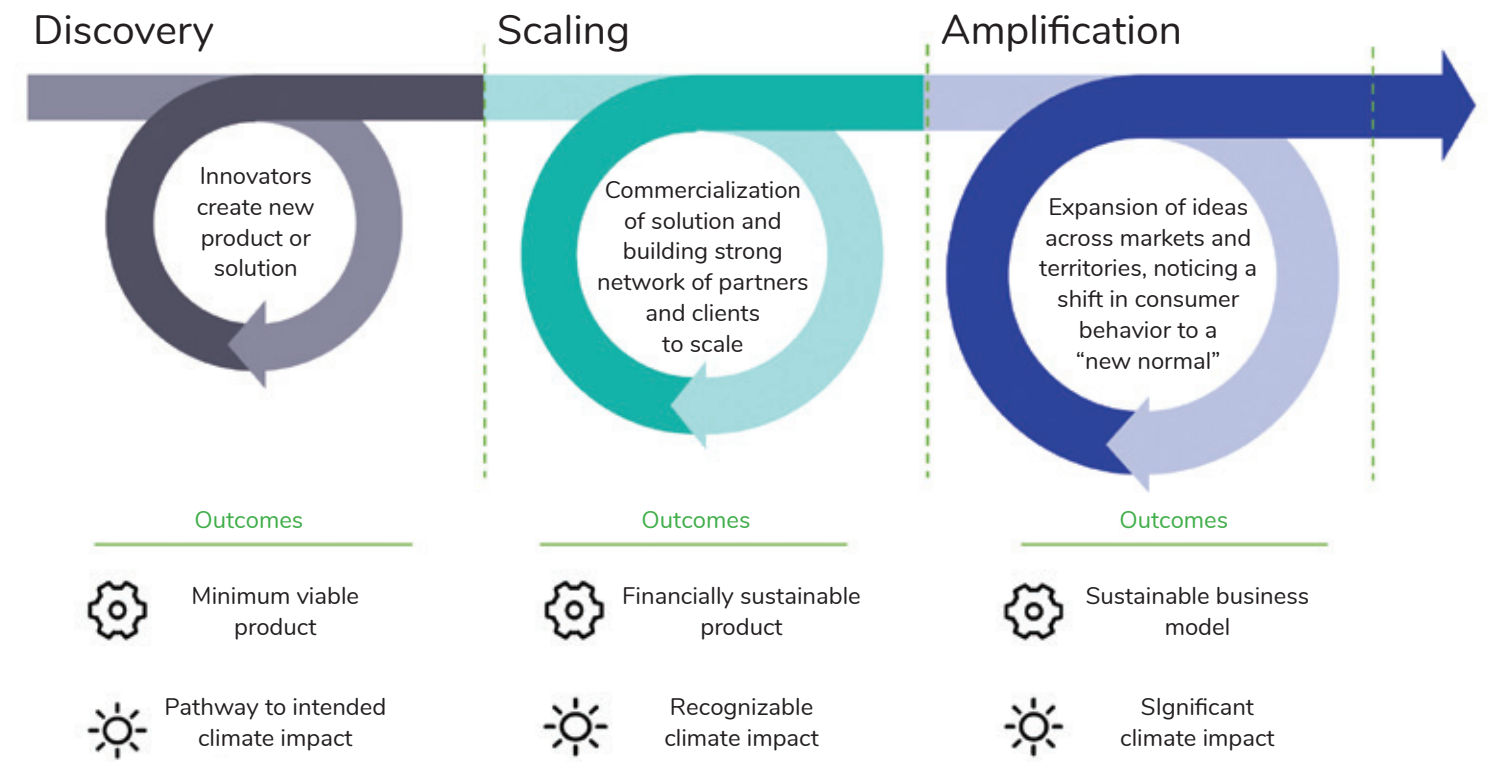 Discovery
Scaling
Amplification
Innovators
create new
product or
solution
Commercialization
of solution and
building strong
network of partners
and clients
to scale
Expansion of ideas
across markets and
territories, noticing a
shift in consumer
behavior to a
“new normal”
Outcomes
Minimum viable
product
Pathway to intended
climate impact
Outcomes
Financially sustainable
product
Recognizable
climate impact
Outcomes
Sustainable business
model
SIgnificant
climate impact